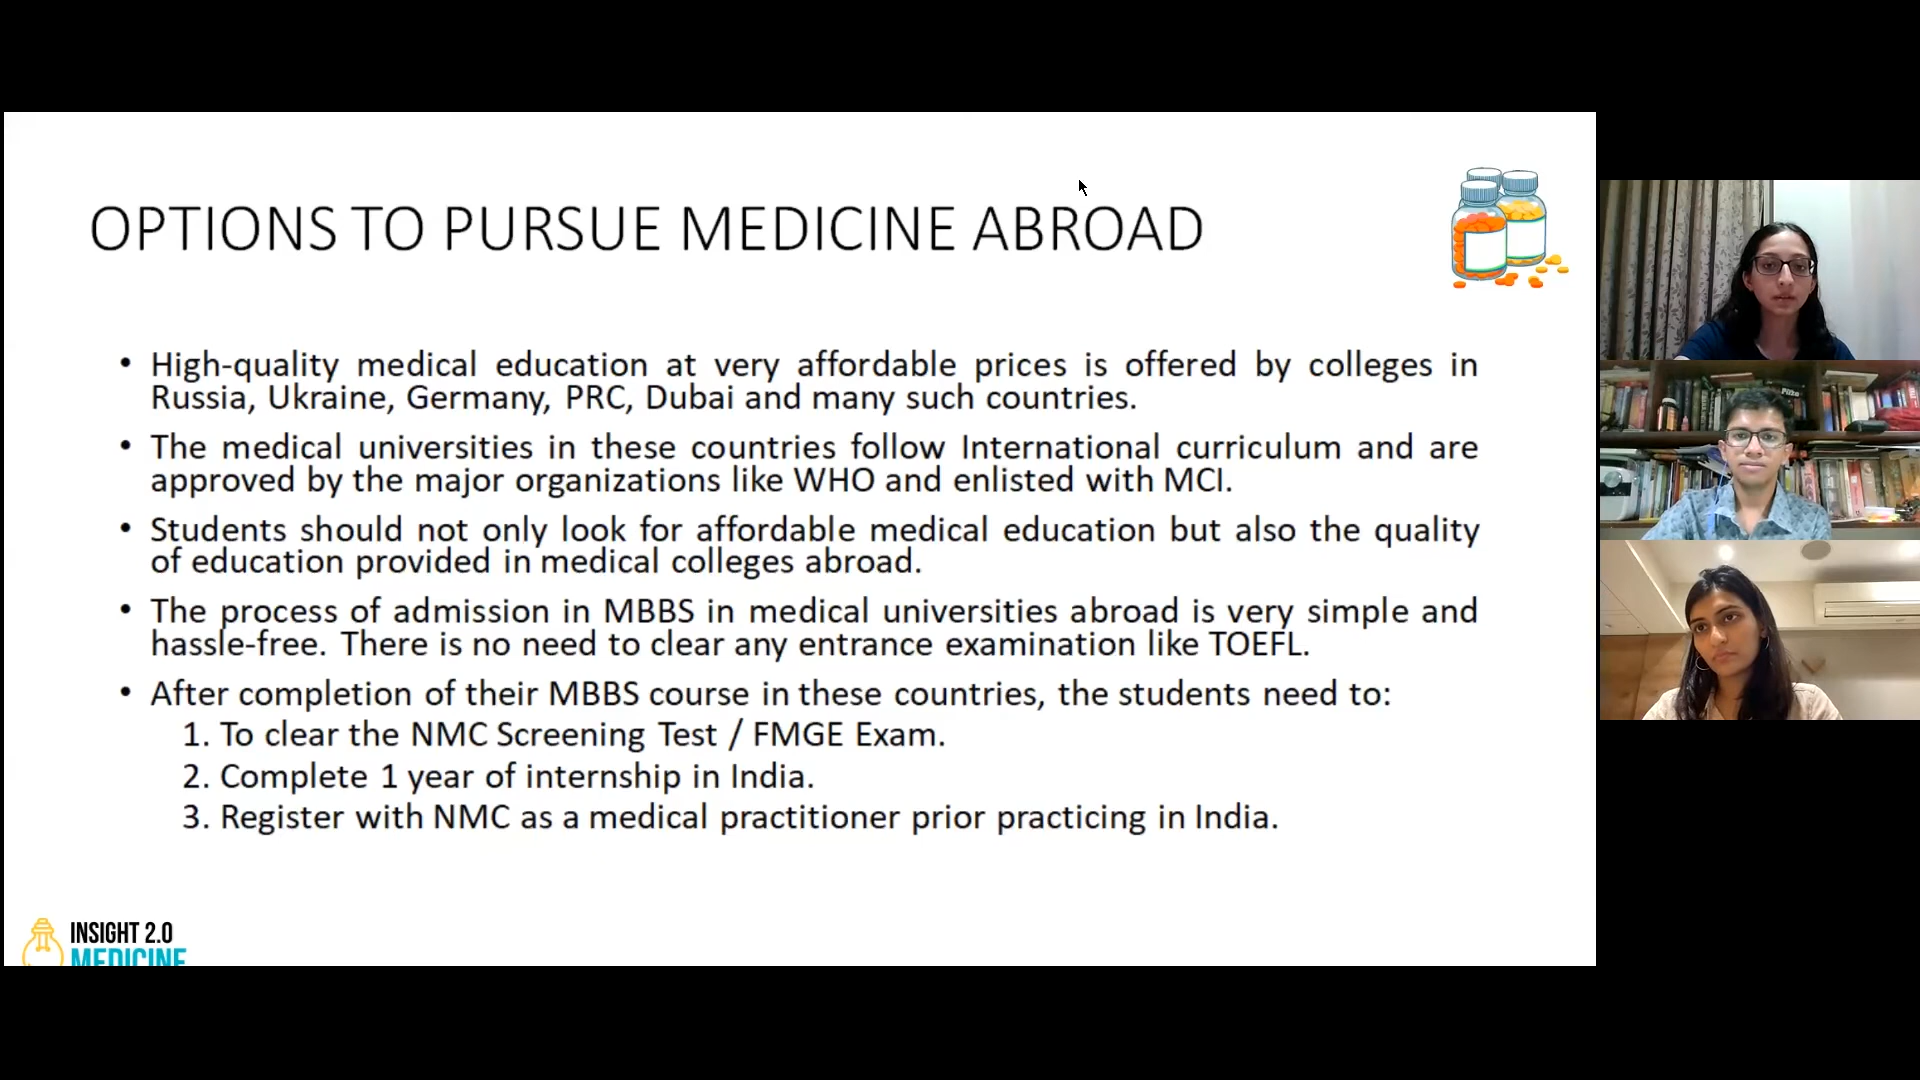 OPTIONS TO PURSUE MEDICINE ABROAD
• High-quality medical education at very affordable prices is offered by colleges in
Russia, Ukraine, Germany, PRC, Dubai and many such countries.
• The medical universities in these countries follow International curriculum and are
approved by the major organizations like WHO and enlisted with MCI.
• Students should not only look for affordable medical education but also the quality
of education provided in medical colleges abroad.
• The process of admission in MBBS in medical universities abroad is very simple and
hassle-free. There is no need to clear any entrance examination like TOEFL.
• After completion of their MBBS course in these countries, the students need to:
1. To clear the NMC Screening Test / FMGE Exam.
2. Complete 1 year of internship in India.
3. Register with NMC as a medical practitioner prior practicing in India.
INSIGHT 2.0
MEDICINE